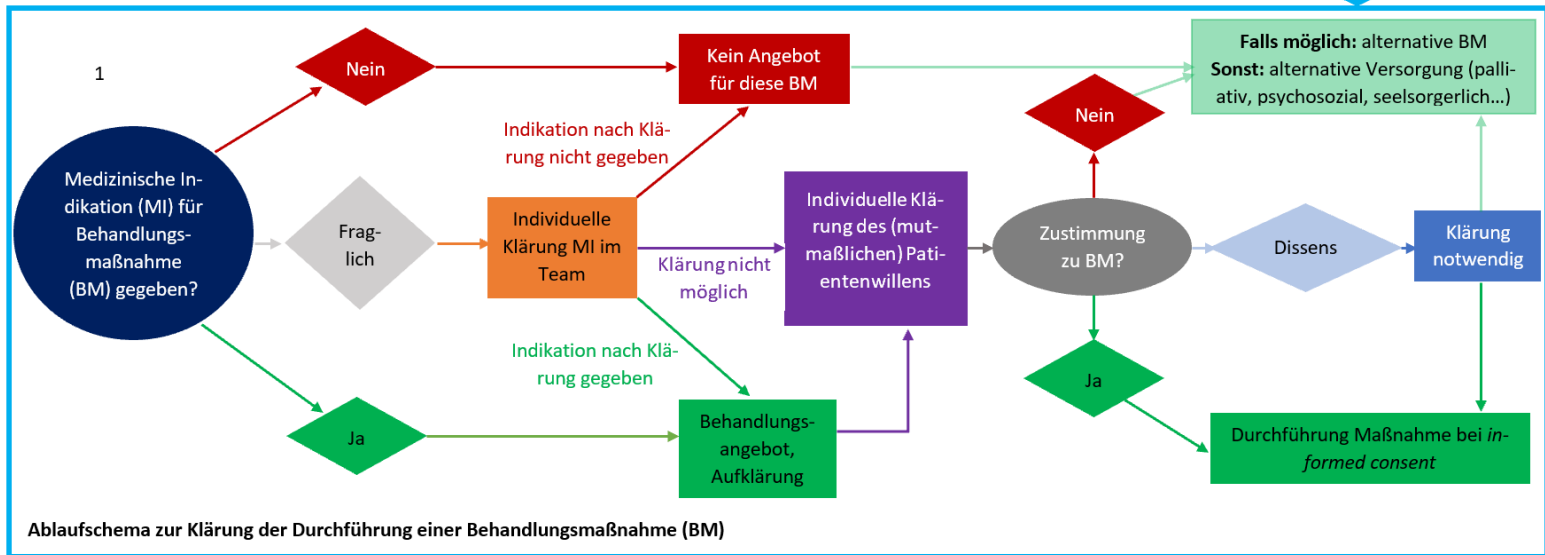 1
Medizinische In-
dikation (MI) für
Behandlungs-
maßnahme
(BM) gegeben?
Nein
Frag-
lich
Ja
Indikation nach Klä-
rung nicht gegeben
Individuelle
Klärung MI im
Team
Indikation nach Klä-
rung gegeben
Kein Angebot
für diese BM
Klärung nicht
möglich
Behandlungs-
angebot,
Aufklärung
Individuelle Klä-
rung des (mut-
maßlichen) Pati-
entenwillens
Zustimmung
zu BM?
Nein
Ja
Dissens
Klärung
notwendig
Falls möglich: alternative BM
Sonst: alternative Versorgung (palli-
ativ, psychosozial, seelsorgerlich...)
Durchführung Maßnahme bei in-
formed consent
Ablaufschema zur Klärung der Durchführung einer Behandlungsmaßnahme (BM)